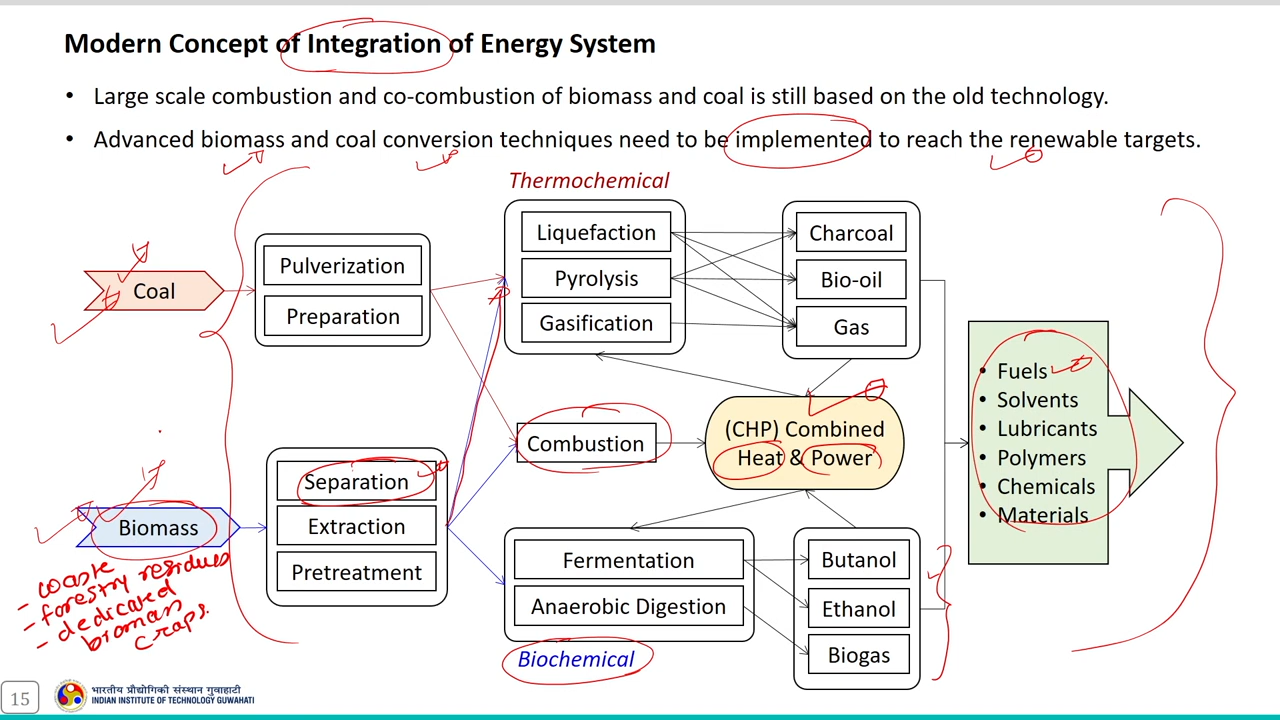 Modern Concept of Integration of Energy System
• Large scale combustion and co-combustion of biomass and coal is still based on the old technology.
• Advanced biomass and coal conversion techniques need to be implemented to reach the renewable targets.
Thermochemical
Coal
Pulverization
Preparation
Liquefaction
Pyrolysis
Gasification
Charcoal
Bio-oil
Gas
Combustion
(CHP) Combined
Heat & Power
• Fuels
• Solvents
• Lubricants
• Polymers
• Chemicals
• Materials
Biomass
Separation
Extraction
Pretreatment
Fermentation
Anaerobic Digestion
Biochemical
Butanol
Ethanol
Biogas
- waste
- forestry residues
- dedicated
biomass
craps.
15
भारतीय प्रौद्योगिकी संस्थान गुवाहाटी
INDIAN INSTITUTE OF TECHNOLOGY GUWAHATI